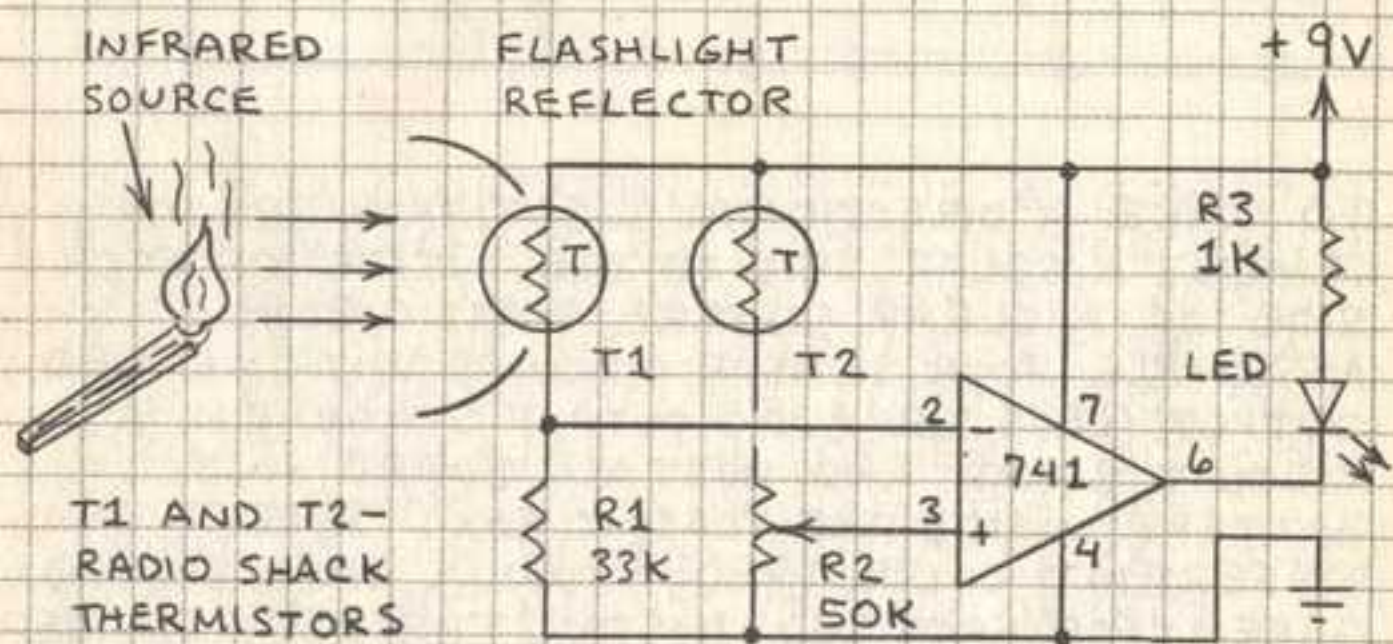 INFRARED
SOURCE
FLASHLIGHT
REFLECTOR
+9V
R3
1K
T
T
T1
T2
LED
2
-
7
741
6
3
+
4
R1
33K
R2
50K
T1 AND T2-
RADIO SHACK
THERMISTORS